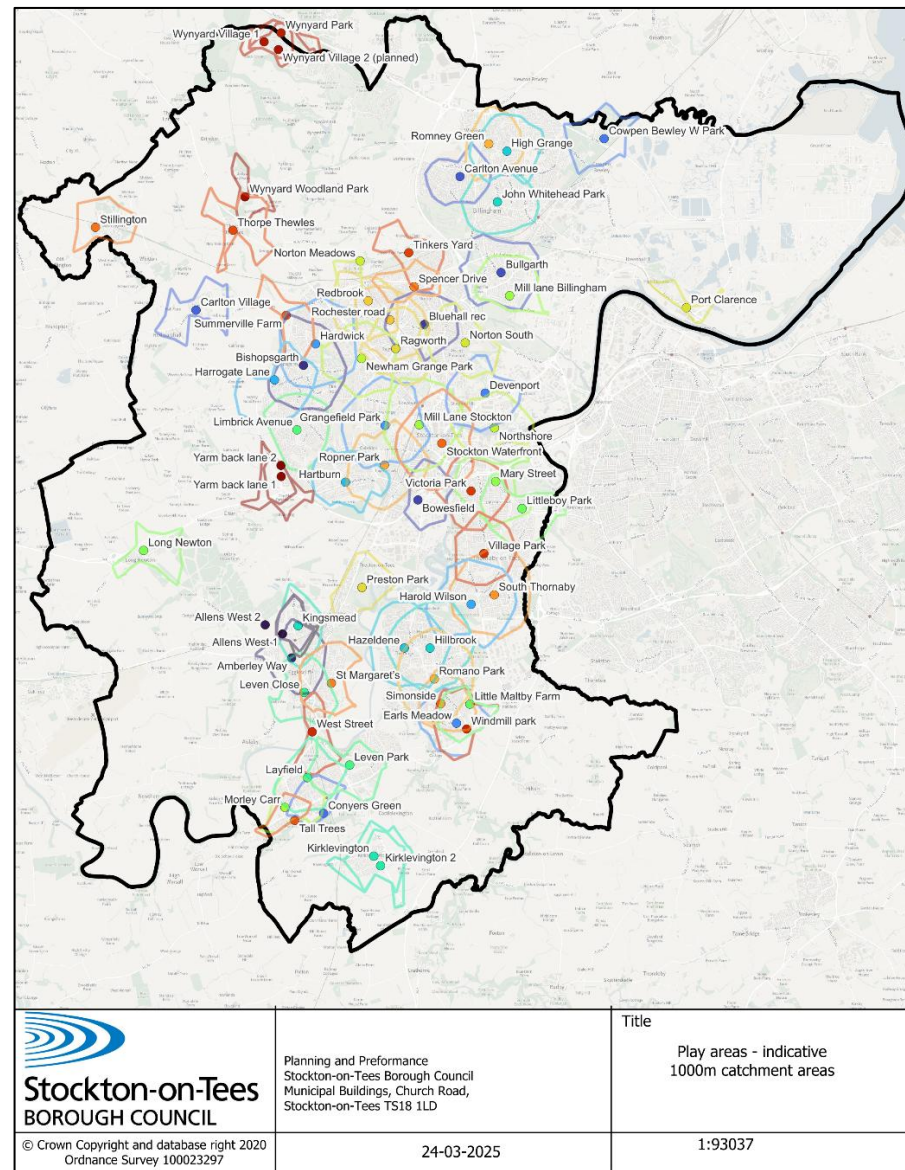 Wynyard Park
Wynyard Village 1
Wynyard Village 2 (planned)
Romney Green
Cowpen Bewley W Park
High Grange
Carlton Avenue
John Whitehead Park
Wynyard Woodland Park
Stillington
Thorpe Thewles
Tinkers Yard
Norton Meadows
Bullgarth
Spencer Drive
Mill lane Billingham
Redbrook
Port Clarence
Carlton Village
Rochester road
Summerville Farm
Bluehall rec
Hardwick
Ragworth
Norton South
Bishopsgarth
Newham Grange Park
Harrogate Lane
Devenport
Limbrick Avenue
Grangefield Park
Mill Lane Stockton
Northshore
Stockton Waterfront
Yarm back lane 2
Ropner Park
Yarm back lane 1
Hartburn
Mary Street
Victoria Park
Littleboy Park
Bowesfield
Long Newton
Village Park
Preston Park
South Thornaby
Harold Wilson
Allens West 2
Kingsmead
Allens West 1
Hazeldene
Hillbrook
Amberley Way
Leven Close
St Margaret's
Romano Park
Simonside
Little Maltby Farm
Earls Meadow
West Street
Windmill park
Leven Park
Layfield
Morley Carr
Conyers Green
Tall Trees
Kirklevington
Kirklevington 2
Stockton-on-Tees
BOROUGH COUNCIL
© Crown Copyright and database right 2020
Ordnance Survey 100023297
Planning and Preformance
Stockton-on-Tees Borough Council
Municipal Buildings, Church Road,
Stockton-on-Tees TS18 1LD
24-03-2025
Title
Play areas - indicative
1000m catchment areas
1:93037